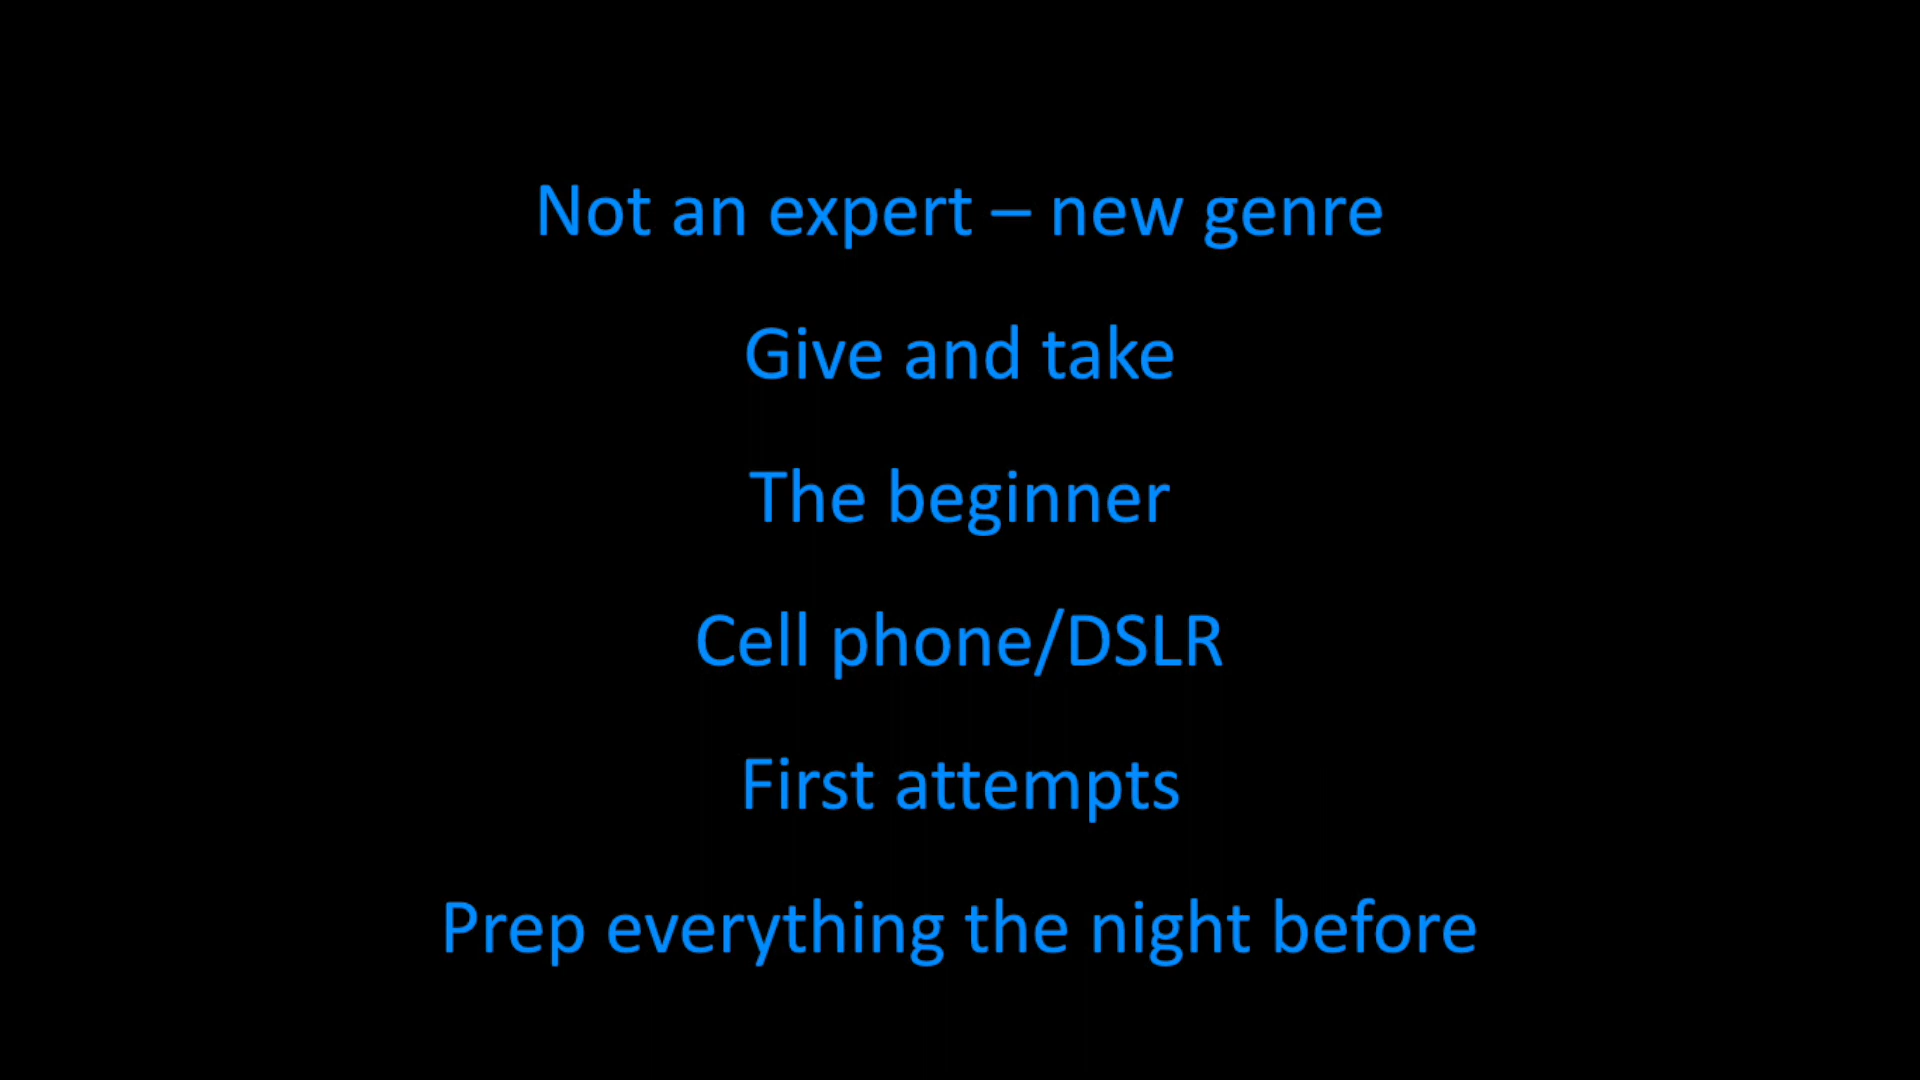 Not an expert – new genre
Give and take
The beginner
Cell phone/DSLR
First attempts
Prep everything the night before